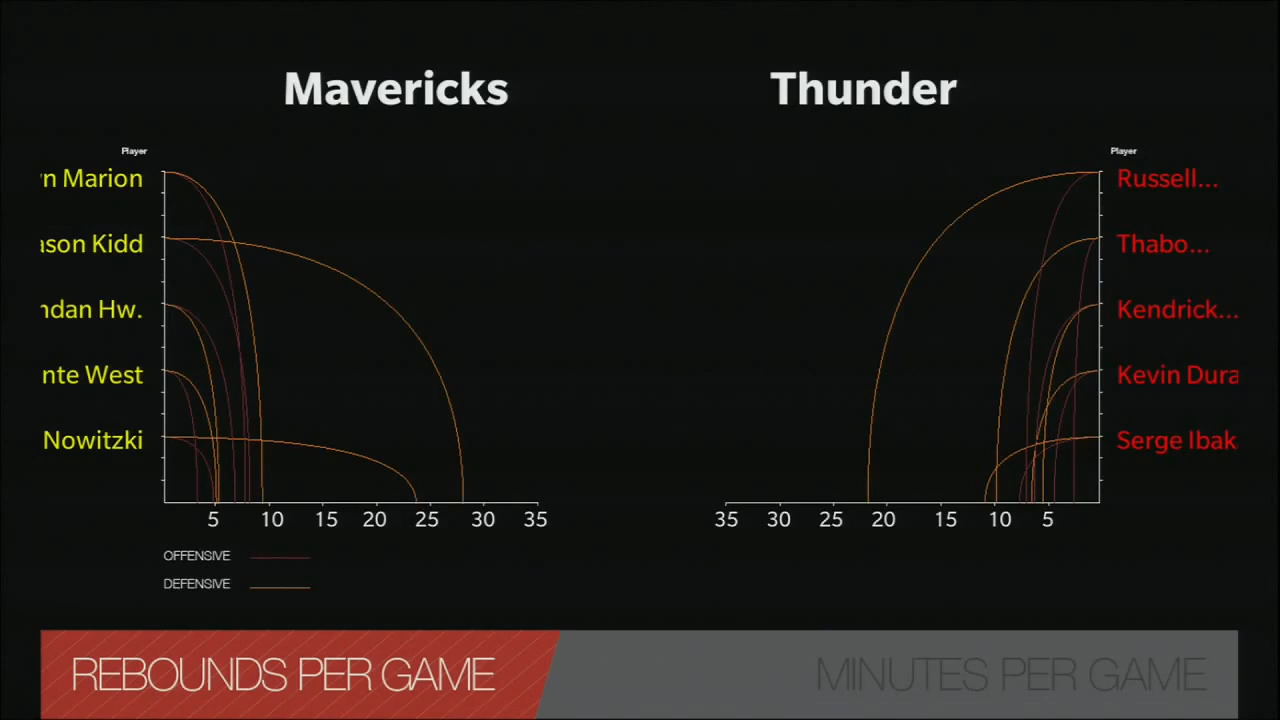 Mavericks
Thunder
Player
n Marion
ason Kidd
ndan Hw.
nte West
Nowitzki
5 10 15 20 25 30 35
OFFENSIVE
DEFENSIVE
Player
Russell...
Thabo...
Kendrick...
Kevin Dura
Serge Ibak
35 30 25 20 15 10 5
REBOUNDS PER GAME
MINUTES PER GAME